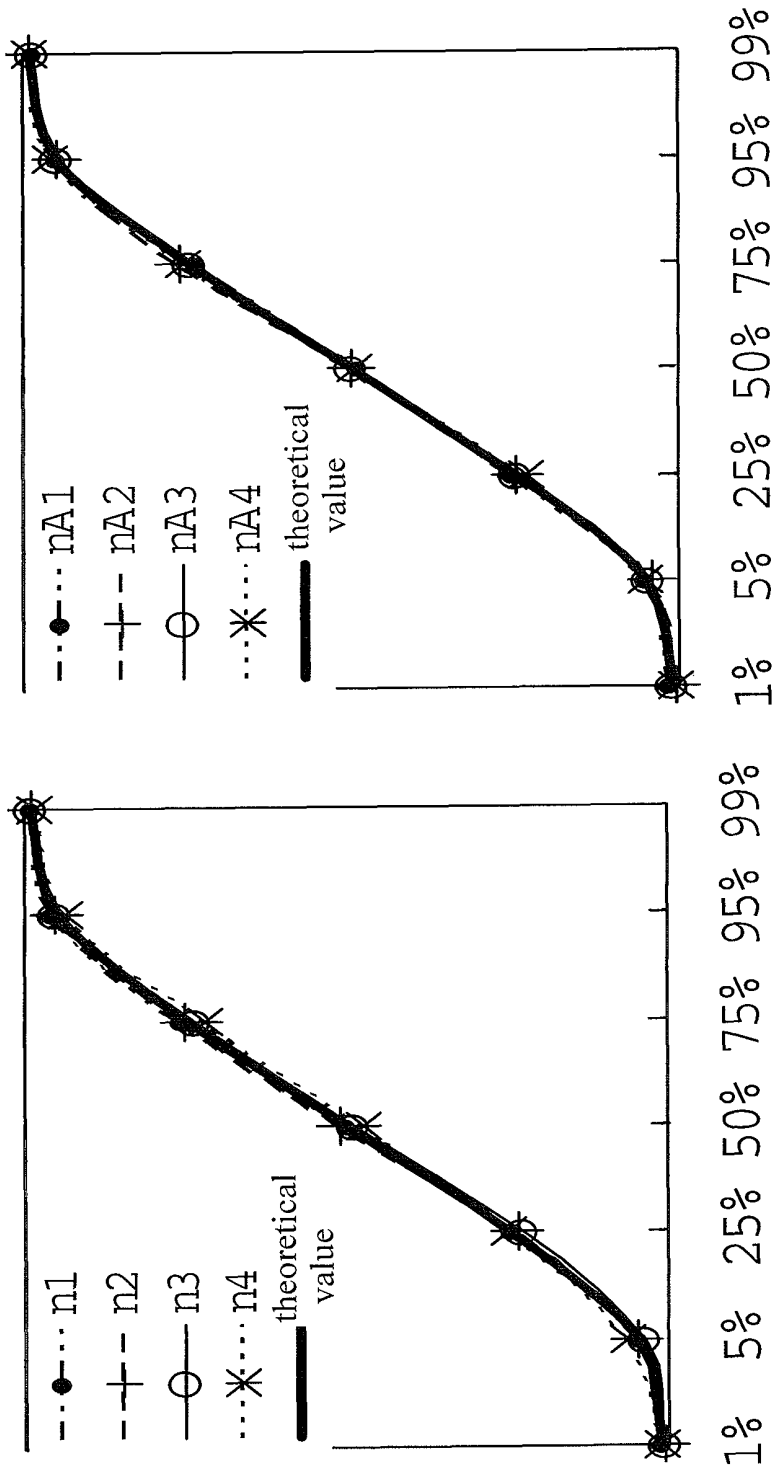 n1
n2
n3
n4
theoretical
value
1% 5% 25% 50% 75% 95% 99%
nA1
nA2
nA3
nA4
theoretical
value
1% 5% 25% 50% 75% 95% 99%